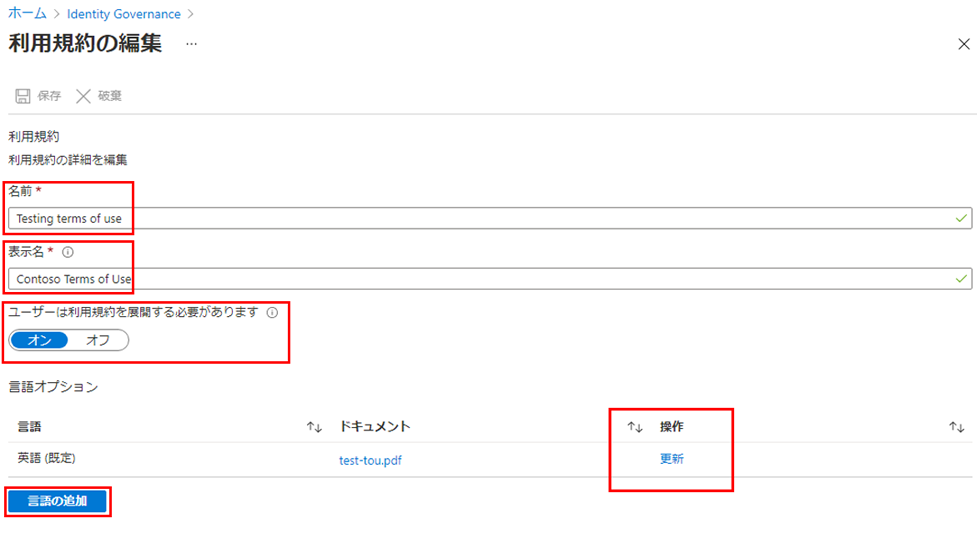 ホーム > Identity Governance >
利用規約の編集 ...
保存 破棄
利用規約
利用規約の詳細を編集
名前 *
Testing terms of use
表示名 *
Contoso Terms of Use
ユーザーは利用規約を展開する必要があります
オン オフ
言語オプション
言語 ドキュメント 操作
英語 (既定) test-tou.pdf 更新
言語の追加